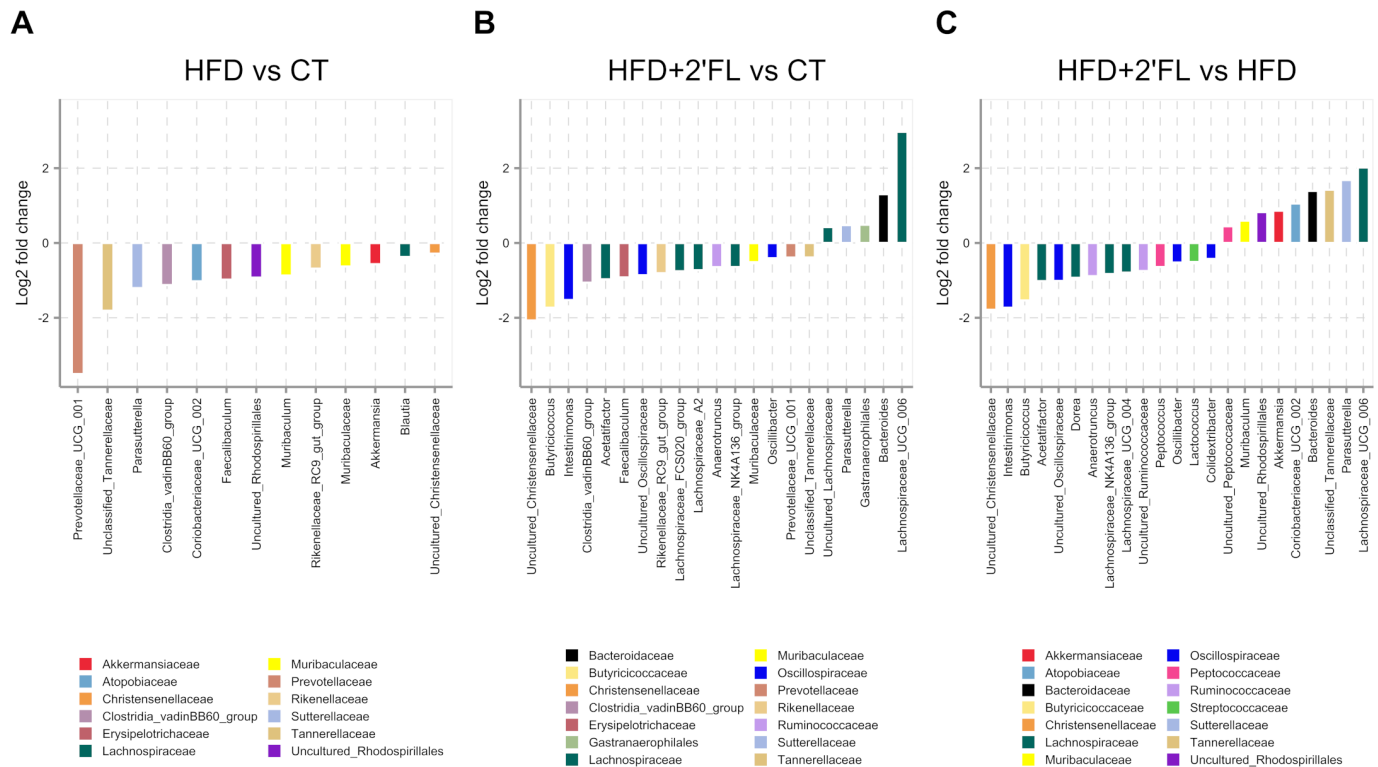 A
HFD vs CT
Log2 fold change
2
0
-2
Prevotellaceae_UCG_001
Unclassified_Tannerellaceae
Parasutterella
Clostridia_vadinBB60_group
Coriobacteriaceae_UCG_002
Faecalibaculum
Uncultured_Rhodospirillales
Muribaculum
Rikenellaceae_RC9_gut_group
Muribaculaceae
Akkermansia
Blautia
Uncultured_Christensenellaceae
Akkermansiaceae
Atopobiaceae
Christensenellaceae
Clostridia_vadinBB60_group
Erysipelotrichaceae
Lachnospiraceae
Muribaculaceae
Prevotellaceae
Rikenellaceae
Sutterellaceae
Tannerellaceae
Uncultured_Rhodospirillales
B
HFD+2'FL vs CT
Log2 fold change
2
0
-2
Uncultured_Christensenellaceae
Butyricicoccus
Intestinimonas
Clostridia_vadinBB60_group
Acetatifactor
Faecalibaculum
Uncultured_Oscillospiraceae
Rikenellaceae_RC9_gut_group
Lachnospiraceae_FCS020_group
Lachnospiraceae_A2
Anaerotruncus
Lachnospiraceae_NK4A136_group
Muribaculaceae
Oscillibacter
Prevotellaceae_UCG_001
Unclassified_Tannerellaceae
Uncultured_Lachnospiraceae
Parasutterella
Gastranaerophilales
Bacteroides
Lachnospiraceae_UCG_006
Bacteroidaceae
Butyricicoccaceae
Christensenellaceae
Clostridia_vadinBB60_group
Erysipelotrichaceae
Gastranaerophilales
Lachnospiraceae
Muribaculaceae
Oscillospiraceae
Prevotellaceae
Rikenellaceae
Ruminococcaceae
Sutterellaceae
Tannerellaceae
C
HFD+2'FL vs HFD
Log2 fold change
2
0
-2
Uncultured_Christensenellaceae
Intestinimonas
Butyricicoccus
Acetatifactor
Uncultured_Oscillospiraceae
Dorea
Anaerotruncus
Lachnospiraceae_NK4A136_group
Lachnospiraceae_UCG_004
Uncultured_Ruminococcaceae
Peptococcus
Oscillibacter
Lactococcus
Colidextribacter
Uncultured_Peptococcaceae
Muribaculum
Uncultured_Rhodospirillales
Akkermansia
Coriobacteriaceae_UCG_002
Bacteroides
Unclassified_Tannerellaceae
Parasutterella
Lachnospiraceae_UCG_006
Akkermansiaceae
Atopobiaceae
Bacteroidaceae
Butyricicoccaceae
Christensenellaceae
Lachnospiraceae
Muribaculaceae
Oscillospiraceae
Peptococcaceae
Ruminococcaceae
Streptococcaceae
Sutterellaceae
Tannerellaceae
Uncultured_Rhodospirillales